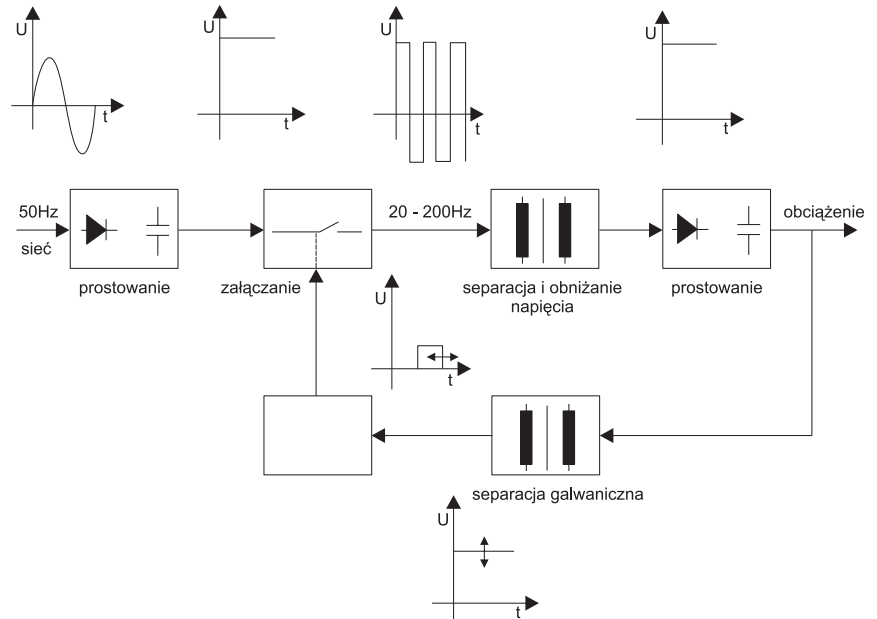 U
t
U
t
U
t
U
t
50Hz
sieć
20 - 200Hz
obciążenie
prostowanie
załączanie
separacja i obniżanie
napięcia
prostowanie
U
t
separacja galwaniczna
U
t